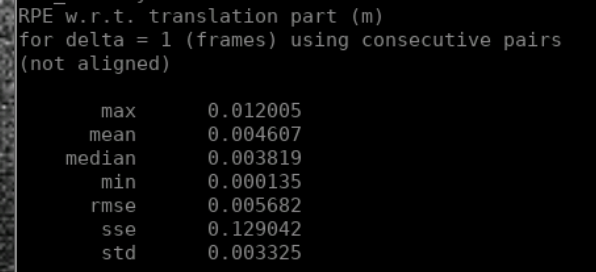 RPE w.r.t. translation part (m)
for delta = 1 (frames) using consecutive pairs
(not aligned)
max 0.012005
mean 0.004607
median 0.003819
min 0.000135
rmse 0.005682
sse 0.129042
std 0.003325